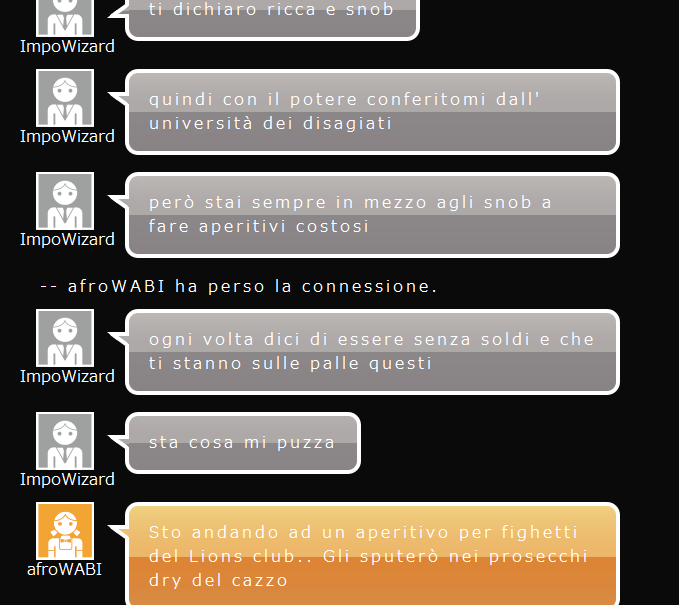 ti dichiaro ricca e snob
ImpoWizard
quindi con il potere conferitomi dall'
università dei disagiati
ImpoWizard
però stai sempre in mezzo agli snob a
fare aperitivi costosi
ImpoWizard
-- afroWABI ha perso la connessione.
ogni volta dici di essere senza soldi e che
ti stanno sulle palle questi
ImpoWizard
sta cosa mi puzza
ImpoWizard
Sto andando ad un aperitivo per fighetti
del Lions club.. Gli sputerò nei prosecchi
dry del cazzo
afroWABI